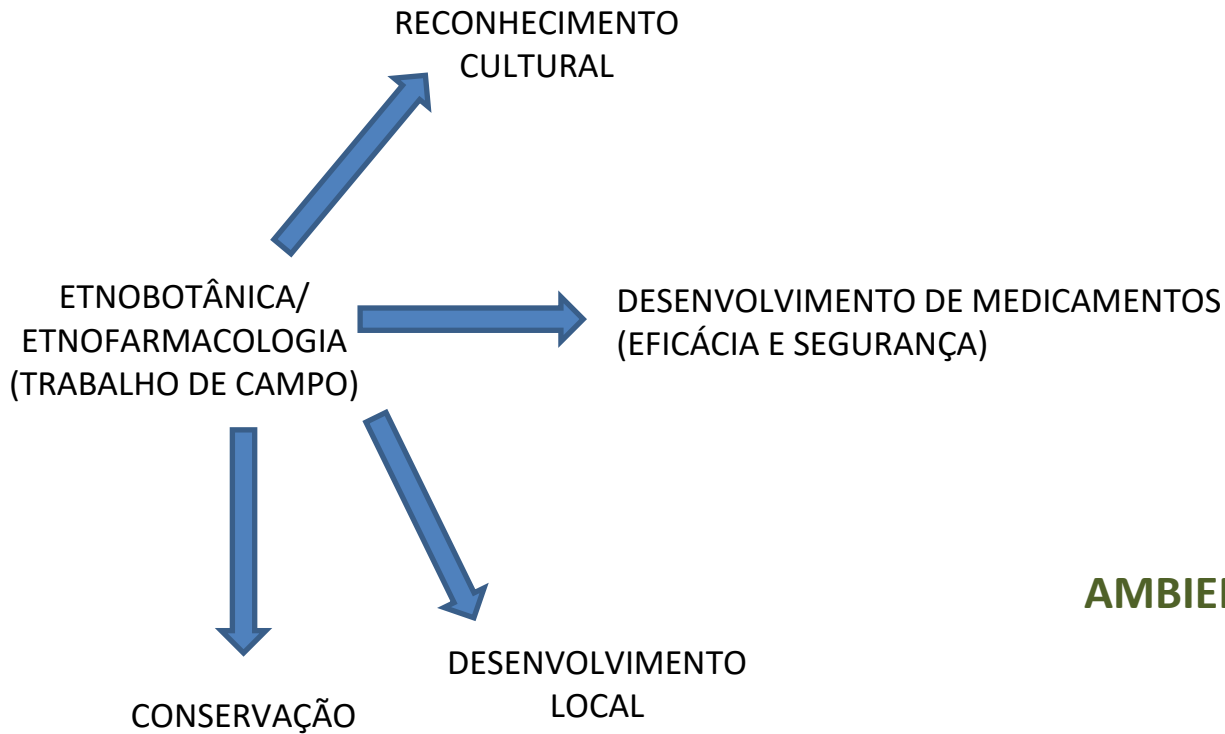 RECONHECIMENTO
CULTURAL
ETNOBOTÂNICA/
ETNOFARMACOLOGIA
(TRABALHO DE CAMPO)
DESENVOLVIMENTO DE MEDICAMENTOS
(EFICÁCIA E SEGURANÇA)
DESENVOLVIMENTO
LOCAL
CONSERVAÇÃO